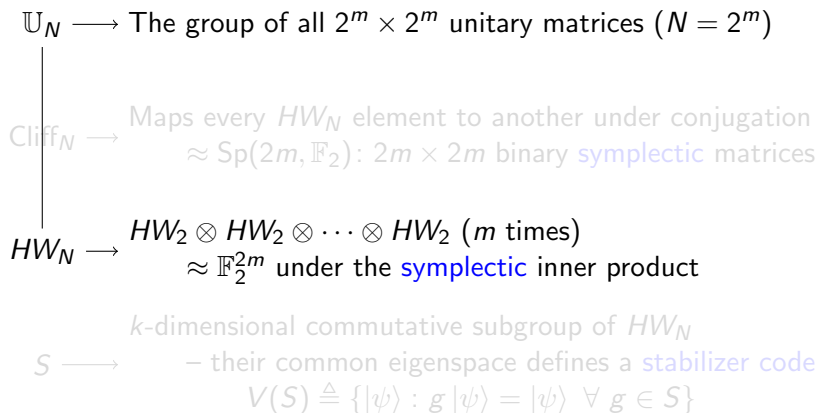 𝕌_N ⟶ The group of all 2^m × 2^m unitary matrices (N = 2^m)
Cliff_N ⟶ Maps every HW_N element to another under conjugation
≈ Sp(2m, 𝔽_2): 2m × 2m binary symplectic matrices
HW_N ⟶ HW_2 ⊗ HW_2 ⊗ ··· ⊗ HW_2 (m times)
≈ 𝔽_2^{2m} under the symplectic inner product
k-dimensional commutative subgroup of HW_N
S ⟶ – their common eigenspace defines a stabilizer code
V(S) ≜ {|ψ⟩ : g |ψ⟩ = |ψ⟩ ∀ g ∈ S}